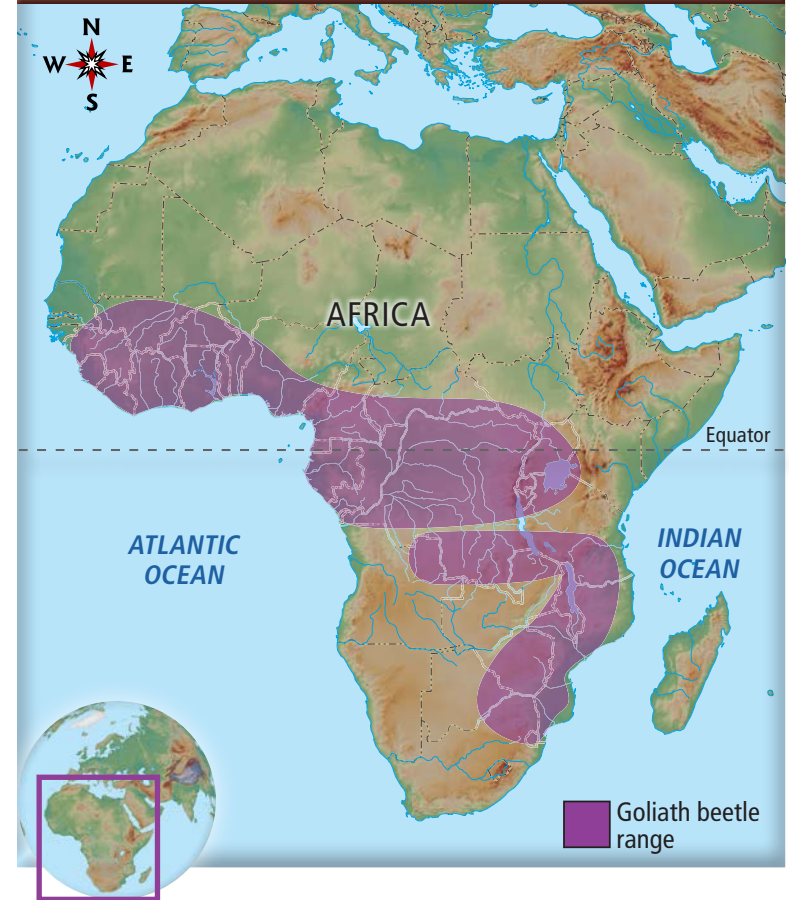 N
W E
S
AFRICA
Equator
ATLANTIC
OCEAN
INDIAN
OCEAN
Goliath beetle
range